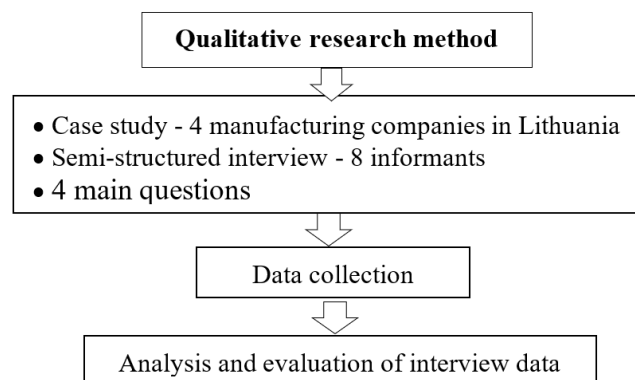 Qualitative research method
• Case study - 4 manufacturing companies in Lithuania
• Semi-structured interview - 8 informants
• 4 main questions
Data collection
Analysis and evaluation of interview data